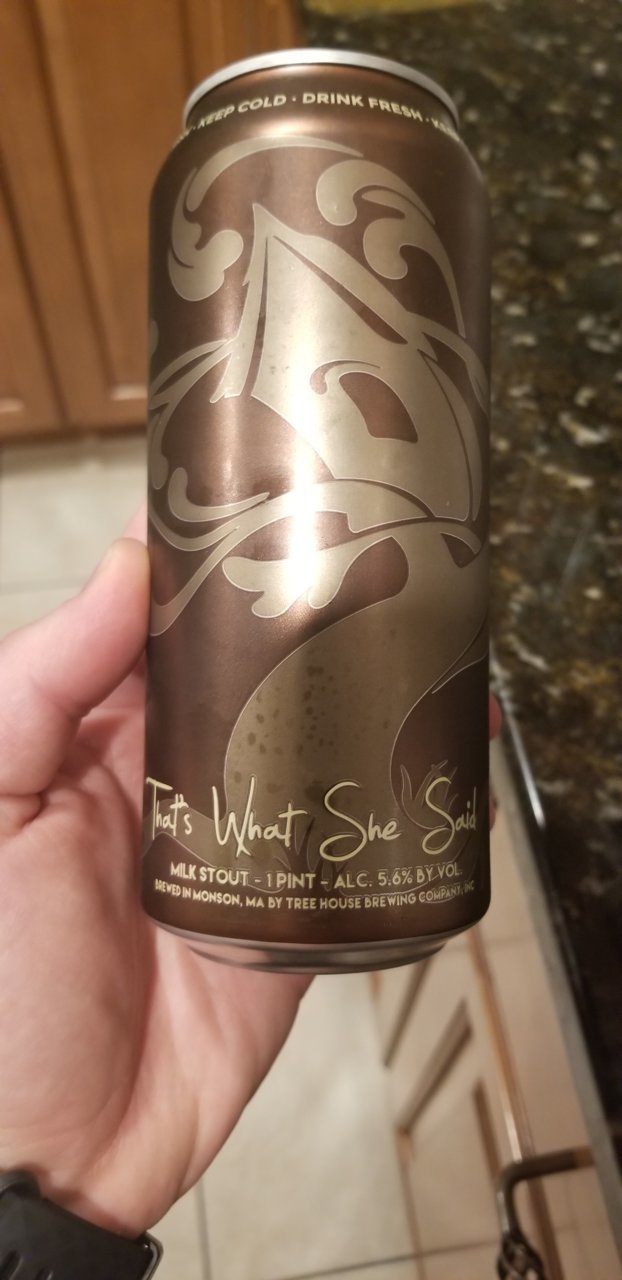 KEEP COLD · DRINK FRESH ·
That's What She Said
MILK STOUT - 1 PINT - ALC. 5.6% BY VOL.
BREWED IN MONSON, MA BY TREE HOUSE BREWING COMPANY, INC